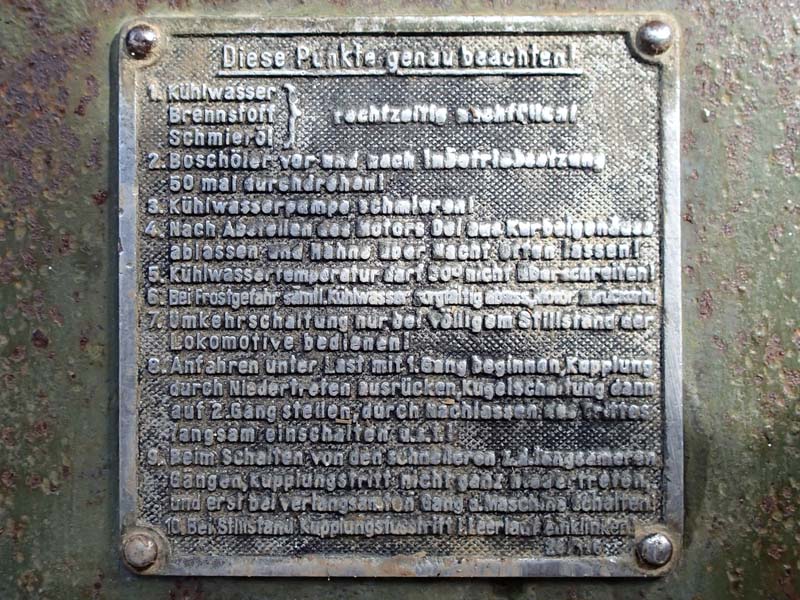 Diese Punkte genau beachten!
1. Kühlwasser
Brennstoff } rechtzeitig nachfüllen!
Schmieröl
2. Boschöler vor und nach Inbetriebsetzung
50 mal durchdrehen!
3. Kühlwasserpumpe schmieren!
4. Nach Abstellen des Motors Oel aus Kurbelgehäuse
ablassen und Hähne über Nacht offen lassen!
5. Kühlwassertemperatur darf 80° nicht überschreiten!
6. Bei Frostgefahr sämtl. Kühlwasser sorgfältig ablass.,Motor
7. Umkehrschaltung nur bei völligem Stillstand der
Lokomotive bedienen!
8. Anfahren unter Last mit 1. Gang beginnen, Kupplung
durch Niedertreten ausrücken, Kugelschaltung dann
auf 2. Gang stellen, durch Nachlassen des Trittes
langsam einschalten u.s.f.!
9. Beim Schalten von den schnelleren z.d. langsameren
Gängen, Kupplungstritt nicht ganz niedertreten,
und erst bei verlangsamten Gang d. Maschine schalten!
10. Bei Stillstand Kupplungsfusstritt i. Leerlauf einklinken!